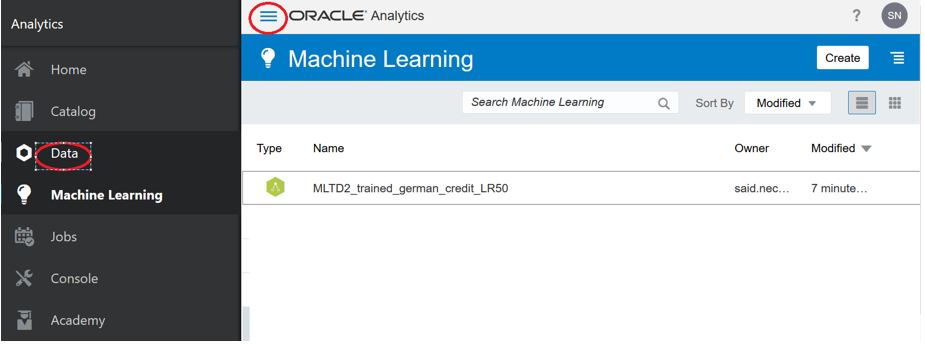 Analytics
Home
Catalog
Data
Machine Learning
Jobs
Console
Academy
ORACLE Analytics
? SN
Machine Learning
Create
Search Machine Learning
Sort By Modified
Type Name Owner Modified
MLTD2_trained_german_credit_LR50 said.nec... 7 minute...